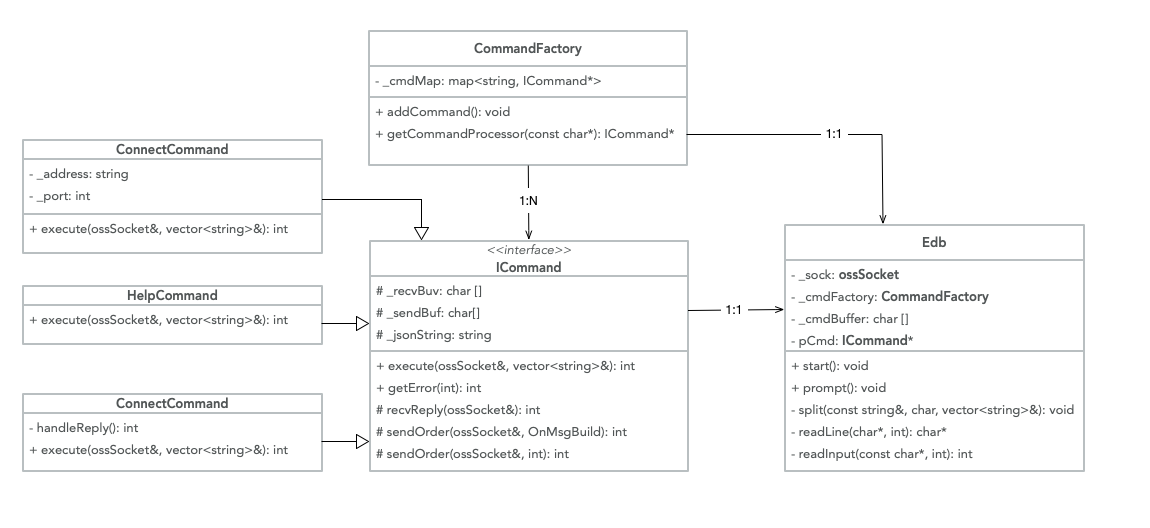 CommandFactory
- _cmdMap: map<string, ICommand*>
+ addCommand(): void
+ getCommandProcessor(const char*): ICommand*
1:1
1:N
ConnectCommand
- _address: string
- _port: int
+ execute(ossSocket&, vector<string>&): int
HelpCommand
+ execute(ossSocket&, vector<string>&): int
ConnectCommand
- handleReply(): int
+ execute(ossSocket&, vector<string>&): int
<<interface>>
ICommand
# _recvBuv: char []
# _sendBuf: char[]
# _jsonString: string
+ execute(ossSocket&, vector<string>&): int
+ getError(int): int
# recvReply(ossSocket&): int
# sendOrder(ossSocket&, OnMsgBuild): int
# sendOrder(ossSocket&, int): int
1:1
Edb
- _sock: ossSocket
- _cmdFactory: CommandFactory
- _cmdBuffer: char []
- pCmd: ICommand*
+ start(): void
+ prompt(): void
- split(const string&, char, vector<string>&): void
- readLine(char*, int): char*
- readInput(const char*, int): int